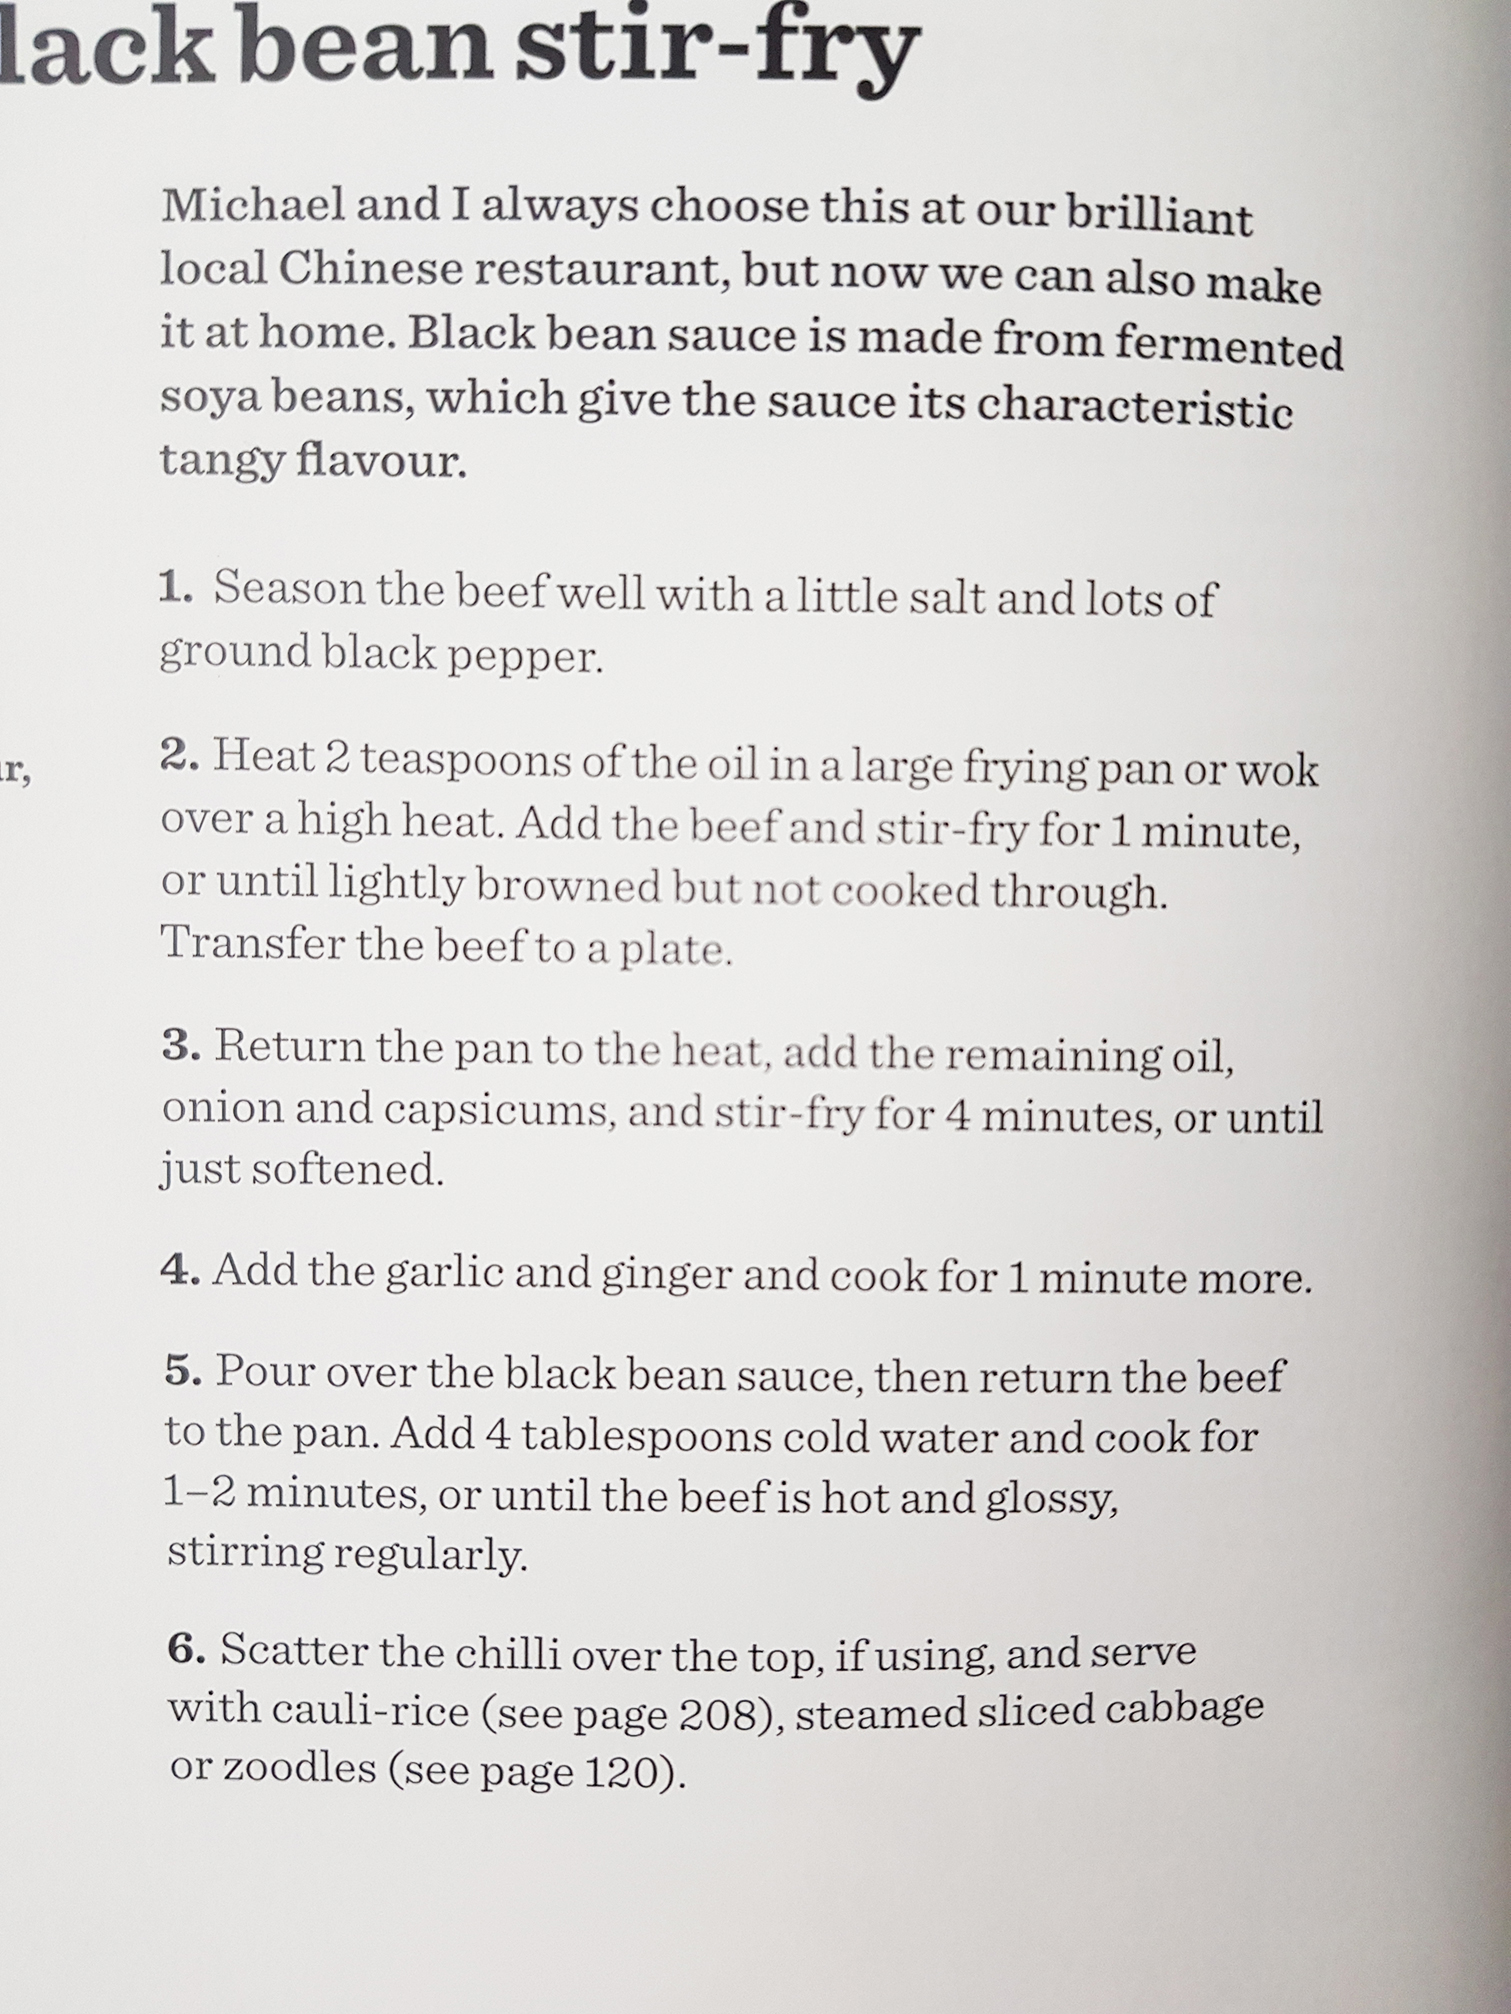 lack bean stir-fry
Michael and I always choose this at our brilliant
local Chinese restaurant, but now we can also make
it at home. Black bean sauce is made from fermented
soya beans, which give the sauce its characteristic
tangy flavour.
1. Season the beef well with a little salt and lots of
ground black pepper.
2. Heat 2 teaspoons of the oil in a large frying pan or wok
over a high heat. Add the beef and stir-fry for 1 minute,
or until lightly browned but not cooked through.
Transfer the beef to a plate.
3. Return the pan to the heat, add the remaining oil,
onion and capsicums, and stir-fry for 4 minutes, or until
just softened.
4. Add the garlic and ginger and cook for 1 minute more.
5. Pour over the black bean sauce, then return the beef
to the pan. Add 4 tablespoons cold water and cook for
1–2 minutes, or until the beef is hot and glossy,
stirring regularly.
6. Scatter the chilli over the top, if using, and serve
with cauli-rice (see page 208), steamed sliced cabbage
or zoodles (see page 120).